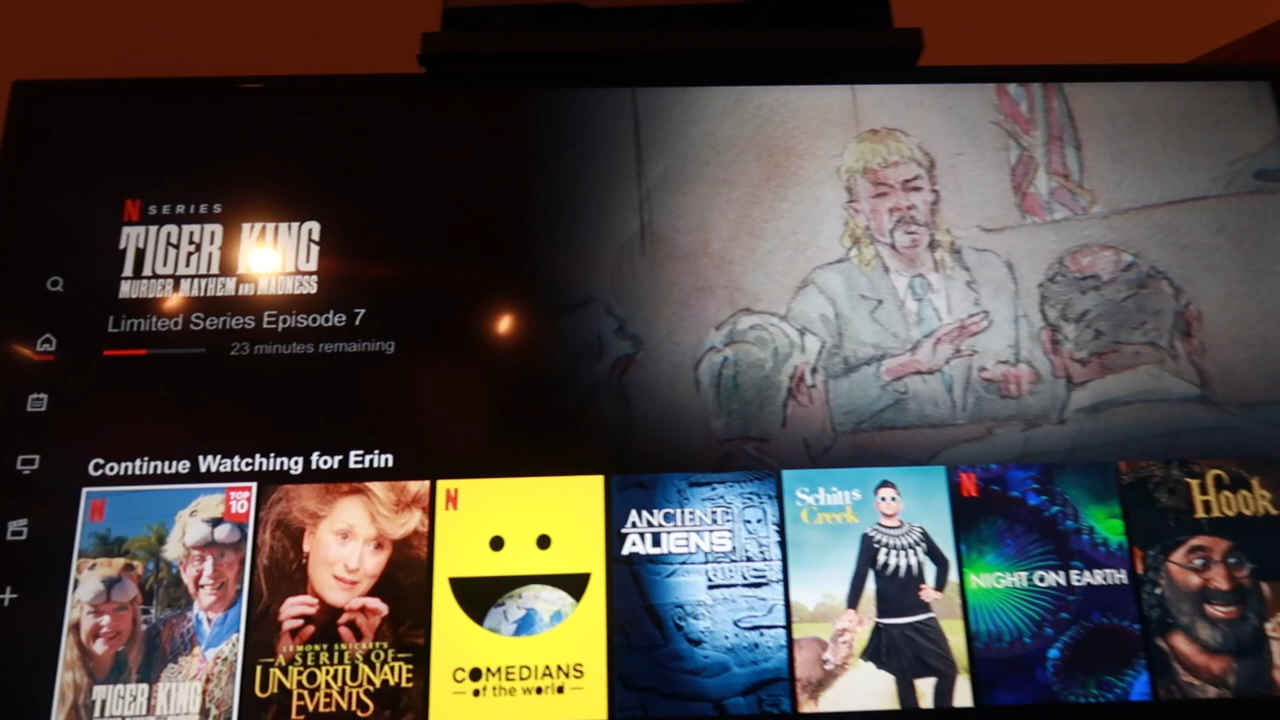 N SERIES
TIGER KING
MURDER, MAYHEM AND MADNESS
Limited Series Episode 7
23 minutes remaining
Continue Watching for Erin
N
TOP
10
TIGER KING
LEMONY SNICKET'S
A SERIES OF
UNFORTUNATE
EVENTS
N
COMEDIANS
of the world
ANCIENT
ALIENS
Schitt's
Creek
N
NIGHT ON EARTH
Hook